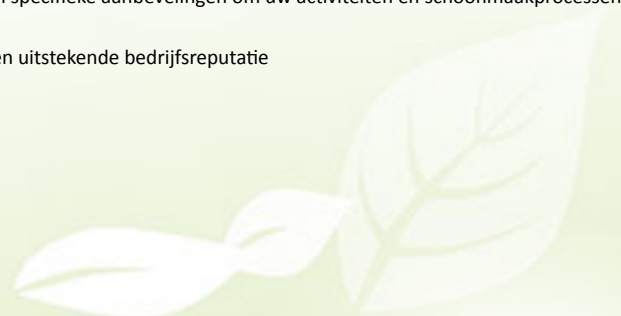 specifieke aanbevelingen om uw activiteiten en schoonmaakprocessen
en uitstekende bedrijfsreputatie